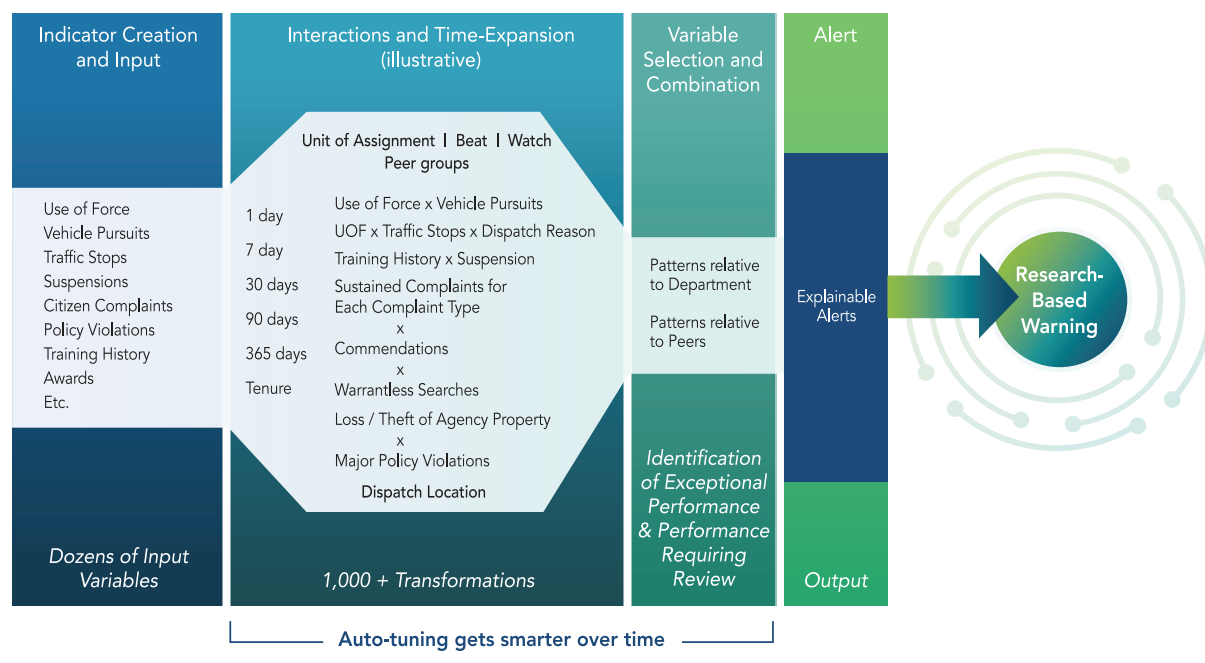 Indicator Creation
and Input
Use of Force
Vehicle Pursuits
Traffic Stops
Suspensions
Citizen Complaints
Policy Violations
Training History
Awards
Etc.
Dozens of Input
Variables
Interactions and Time-Expansion
(illustrative)
Unit of Assignment | Beat | Watch
Peer groups
1 day
7 day
30 days
90 days
365 days
Tenure
Use of Force x Vehicle Pursuits
UOF x Traffic Stops x Dispatch Reason
Training History x Suspension
Sustained Complaints for
Each Complaint Type
x
Commendations
x
Warrantless Searches
Loss / Theft of Agency Property
x
Major Policy Violations
Dispatch Location
1,000 + Transformations
Variable
Selection and
Combination
Patterns relative
to Department
Patterns relative
to Peers
Identification
of Exceptional
Performance
& Performance
Requiring
Review
Alert
Explainable
Alerts
Output
Research-
Based
Warning
Auto-tuning gets smarter over time